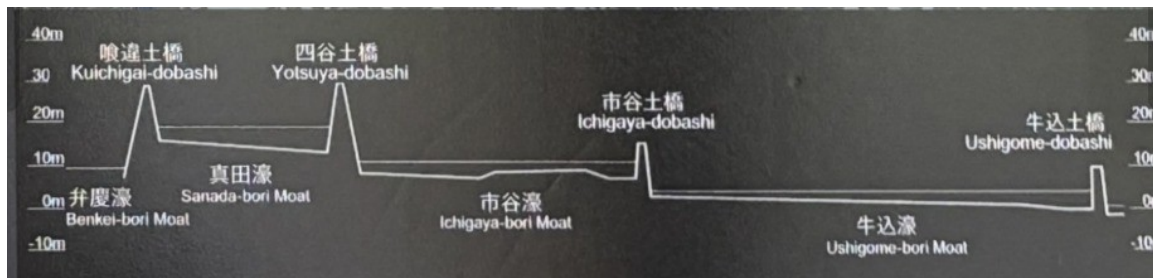 40m
30
20m
10m
0m
-10m
喰違土橋
Kuichigai-dobashi
四谷土橋
Yotsuya-dobashi
市谷土橋
Ichigaya-dobashi
牛込土橋
Ushigome-dobashi
弁慶濠
Benkei-bori Moat
真田濠
Sanada-bori Moat
市谷濠
Ichigaya-bori Moat
牛込濠
Ushigome-bori Moat
40m
30m
20m
10m
0m
-10m